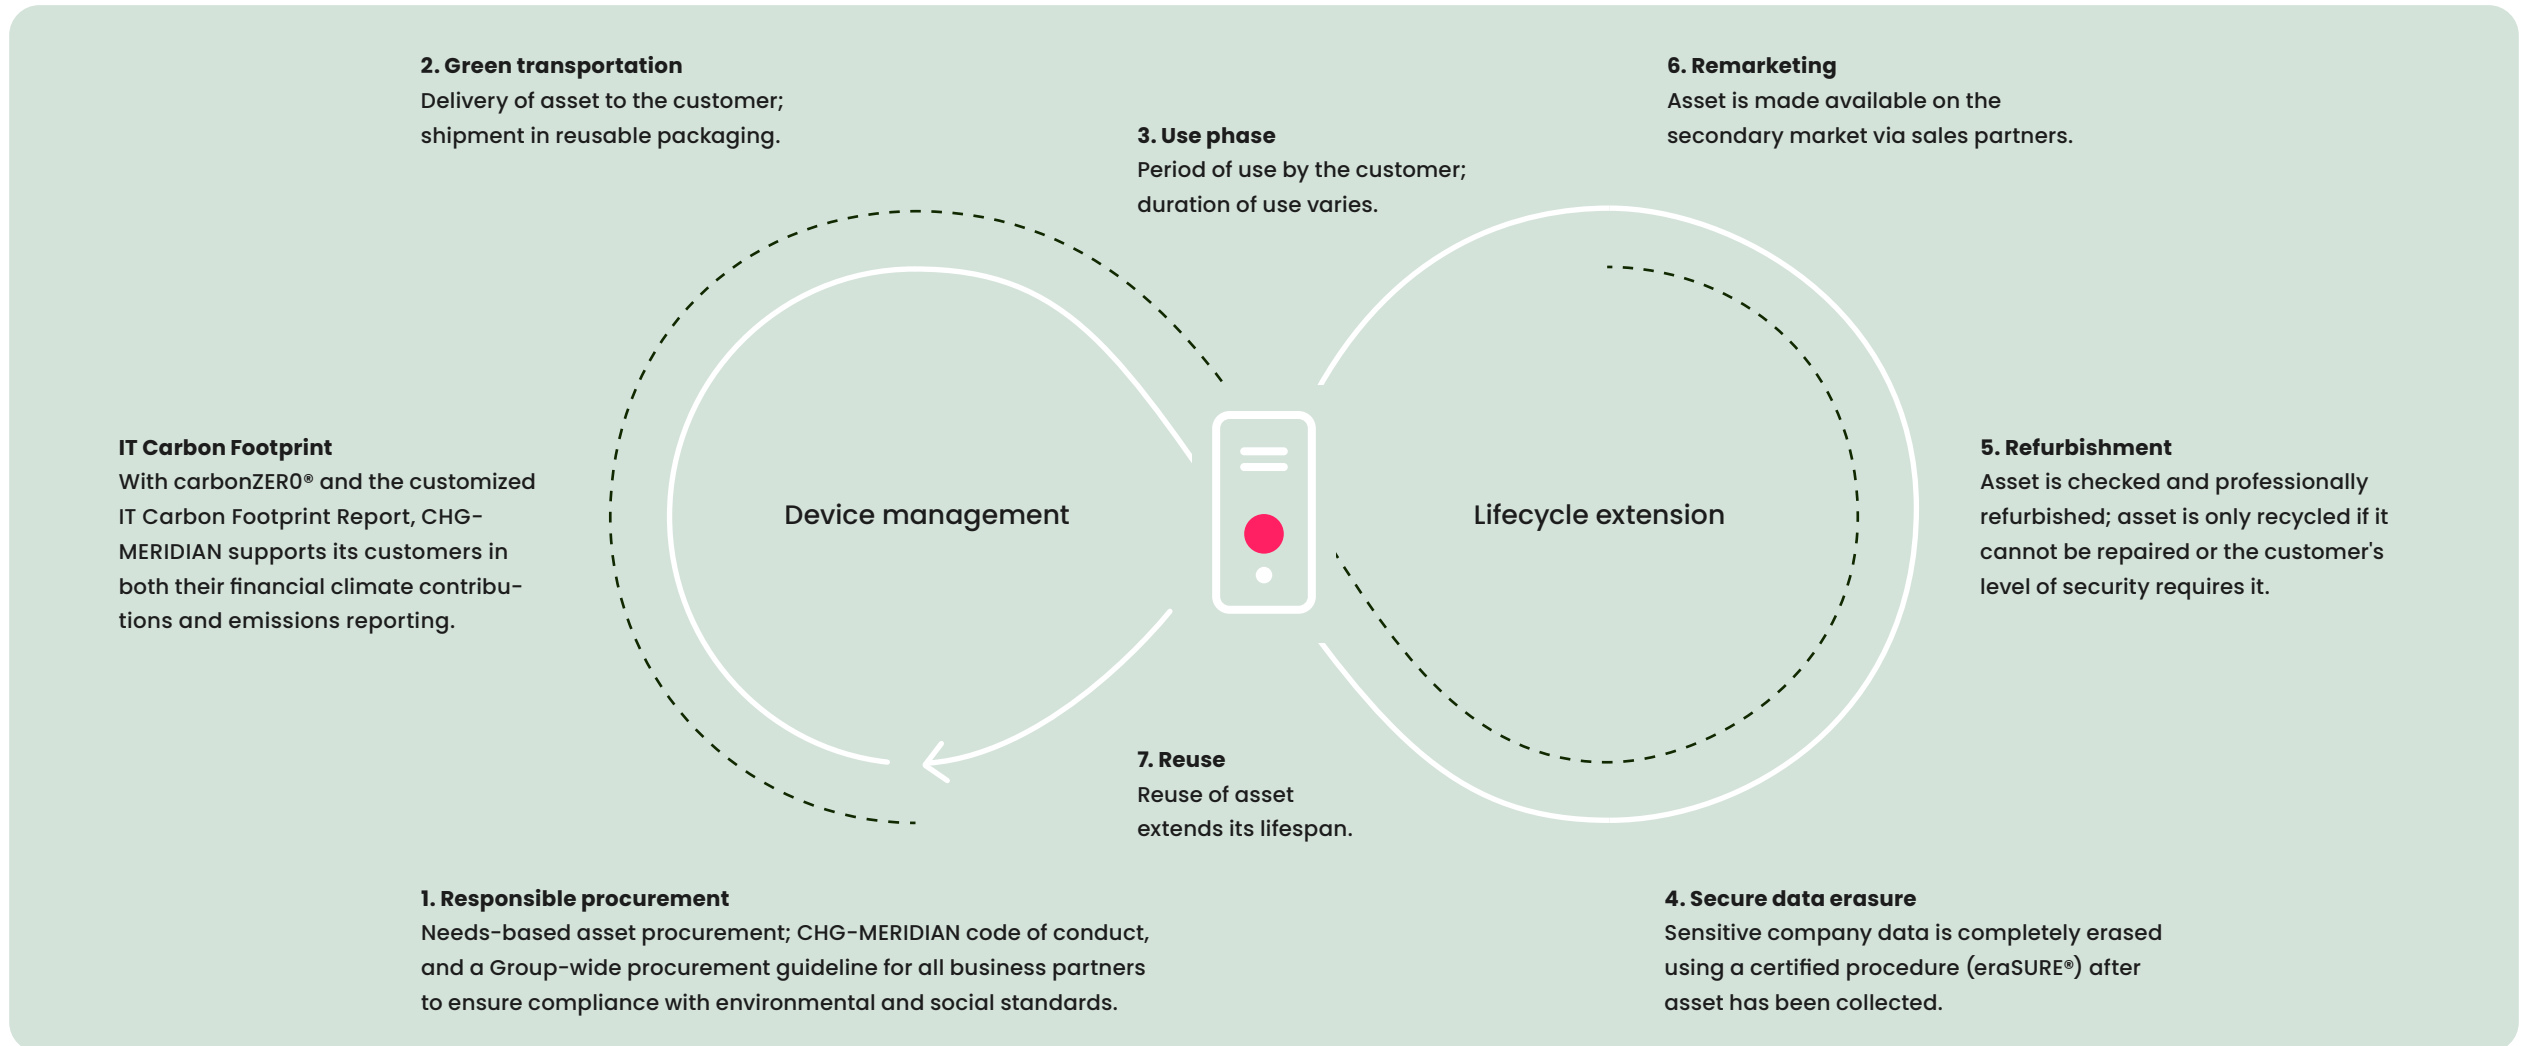 2. Green transportation
Delivery of asset to the customer;
shipment in reusable packaging.
6. Remarketing
Asset is made available on the
secondary market via sales partners.
3. Use phase
Period of use by the customer;
duration of use varies.
IT Carbon Footprint
With carbonZER0® and the customized
IT Carbon Footprint Report, CHG-
MERIDIAN supports its customers in
both their financial climate contribu-
tions and emissions reporting.
Device management
Lifecycle extension
5. Refurbishment
Asset is checked and professionally
refurbished; asset is only recycled if it
cannot be repaired or the customer's
level of security requires it.
7. Reuse
Reuse of asset
extends its lifespan.
1. Responsible procurement
Needs-based asset procurement; CHG-MERIDIAN code of conduct,
and a Group-wide procurement guideline for all business partners
to ensure compliance with environmental and social standards.
4. Secure data erasure
Sensitive company data is completely erased
using a certified procedure (eraSURE®) after
asset has been collected.